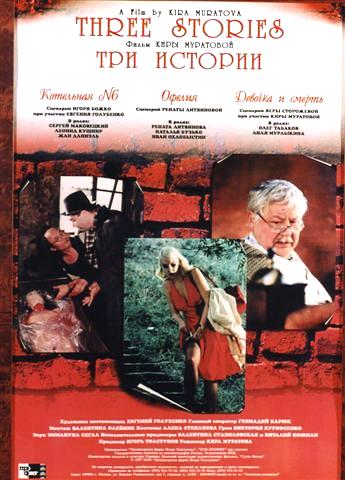 A Film by KIRA MURATOVA
THREE STORIES
Фильм КИРЫ МУРАТОВОЙ
ТРИ ИСТОРИИ
Котельная №6
Сценарий ИГОРЯ БОЖКО
при участии ЕВГЕНИЯ ГОЛУБЕНКО
В ролях:
СЕРГЕЙ МАКОВЕЦКИЙ
ЛЕОНИД КУШНИР
ЖАН ДАНИЭЛЬ
Офелия
Сценарий РЕНАТЫ ЛИТВИНОВОЙ
В ролях:
РЕНАТА ЛИТВИНОВА
НАТАЛЬЯ БУЗЬКО
ИВАН ОХЛОБЫСТИН
Девочка и смерть
Сценарий ВЕРЫ СТОРОЖЕВОЙ
при участии КИРЫ МУРАТОВОЙ
В ролях:
ОЛЕГ ТАБАКОВ
ЛИЛЯ МУРЛЫКИНА
Художник постановщик ЕВГЕНИЙ ГОЛУБЕНКО Главный оператор ГЕННАДИЙ КАРЮК
Монтаж ВАЛЕНТИНА ОЛЕЙНИК Костюмы АЛЕНА СТЕПАНОВА Грим ВИКТОРИЯ КУРНОСЕНКО
Звук ЭММАНУИЛ СЕГАЛ Исполнительные продюсеры ВАЛЕНТИНА СУДЗИЛОВСКАЯ и ВИТАЛИЙ КОШМАН
Продюсер ИГОРЬ ТОЛСТУНОВ Режиссер КИРА МУРАТОВА